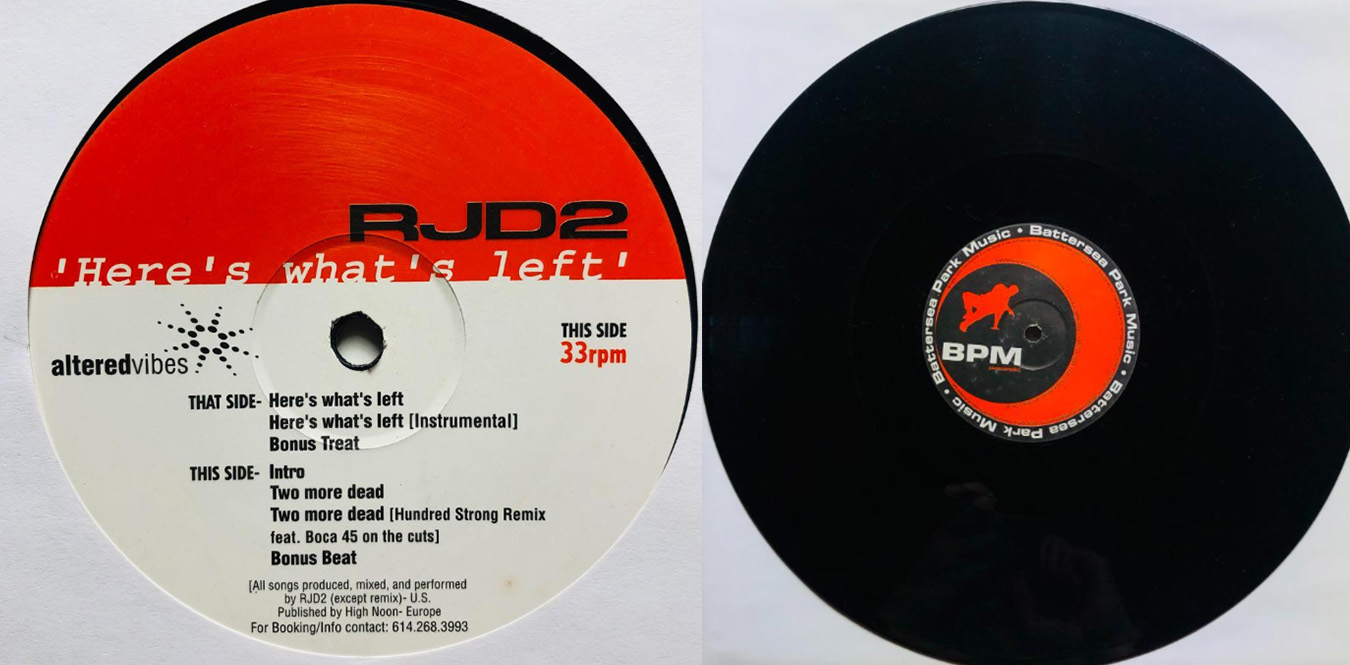 RJD2
'Here's what's left'
alteredvibes
THIS SIDE
33rpm
THAT SIDE- Here's what's left
Here's what's left [Instrumental]
Bonus Treat
THIS SIDE- Intro
Two more dead
Two more dead [Hundred Strong Remix
feat. Boca 45 on the cuts]
Bonus Beat
[All songs produced, mixed, and performed
by RJD2 (except remix)- U.S.
Published by High Noon- Europe
For Booking/Info contact: 614.268.3993
Battersea Park Music • Battersea Park Music • Battersea Park Music • Battersea Park Music •
BPM